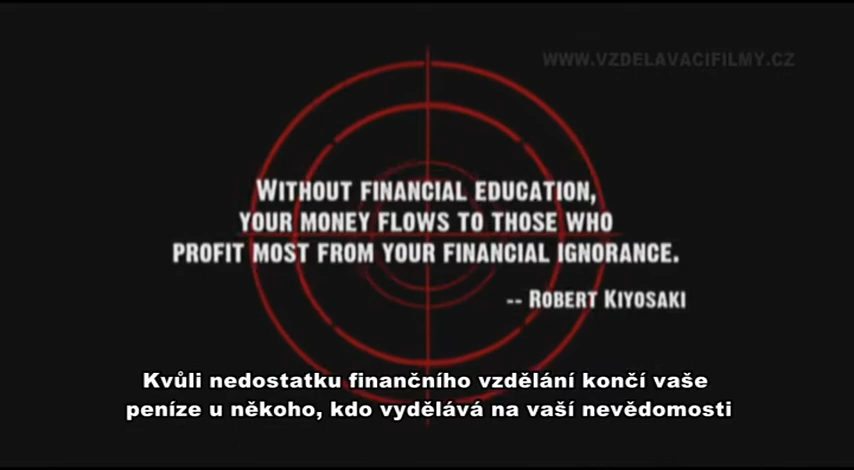 WWW.VZDELAVACIFILMY.CZ
WITHOUT FINANCIAL EDUCATION,
YOUR MONEY FLOWS TO THOSE WHO
PROFIT MOST FROM YOUR FINANCIAL IGNORANCE.
-- ROBERT KIYOSAKI
Kvůli nedostatku finančního vzdělání končí vaše
peníze u někoho, kdo vydělává na vaší nevědomosti